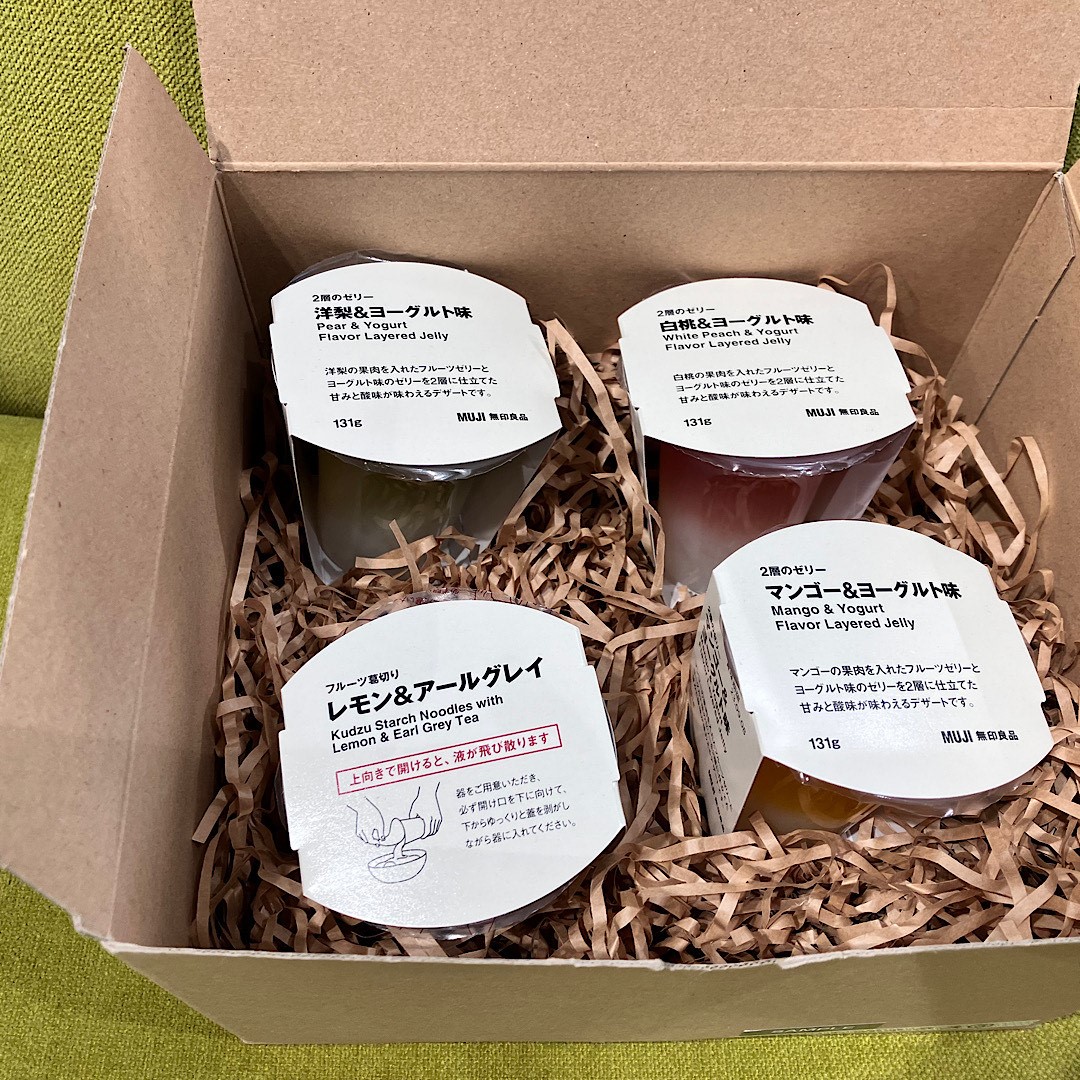 2層のゼリー
洋梨&ヨーグルト味
Pear & Yogurt
Flavor Layered Jelly
洋梨の果肉を入れたフルーツゼリーと
ヨーグルト味のゼリーを2層に仕立てた
甘みと酸味が味わえるデザートです。
131g
MUJI 無印良品
2層のゼリー
白桃&ヨーグルト味
White Peach & Yogurt
Flavor Layered Jelly
白桃の果肉を入れたフルーツゼリーと
ヨーグルト味のゼリーを2層に仕立てた
甘みと酸味が味わえるデザートです。
131g
MUJI 無印良品
フルーツ葛切り
レモン&アールグレイ
Kudzu Starch Noodles with
Lemon & Earl Grey Tea
上向きで開けると、液が飛び散ります
器をご用意いただき、
必ず開け口を下に向けて、
下からゆっくりと蓋を剥がし
ながら器に入れてください。
2層のゼリー
マンゴー&ヨーグルト味
Mango & Yogurt
Flavor Layered Jelly
マンゴーの果肉を入れたフルーツゼリーと
ヨーグルト味のゼリーを2層に仕立てた
甘みと酸味が味わえるデザートです。
131g
MUJI 無印良品
SAMPLE